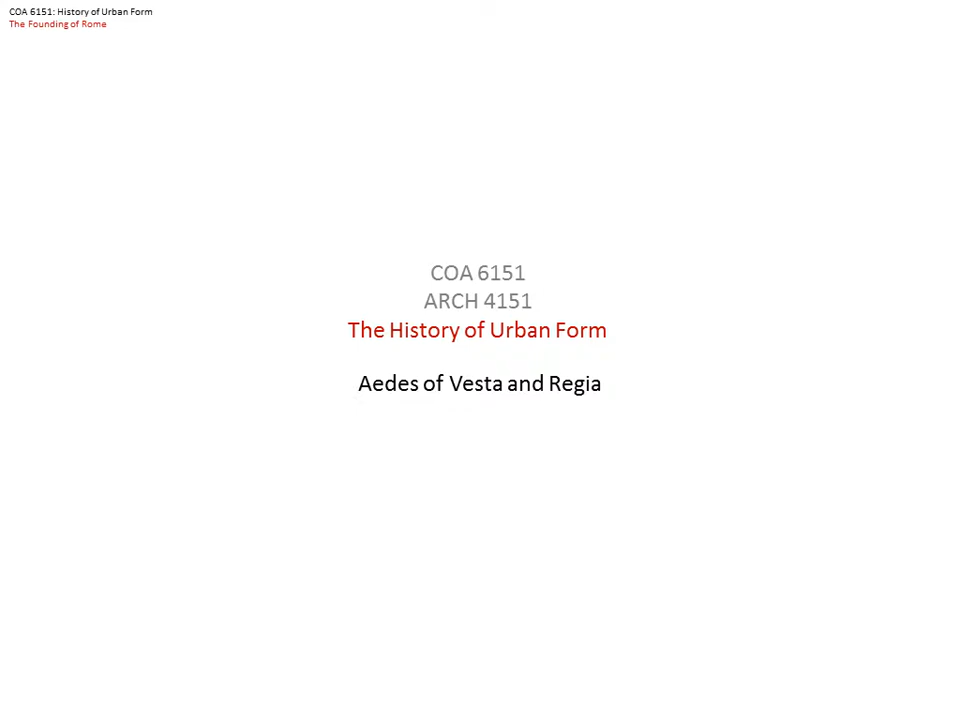 COA 6151: History of Urban Form
The Founding of Rome
COA 6151
ARCH 4151
The History of Urban Form
Aedes of Vesta and Regia